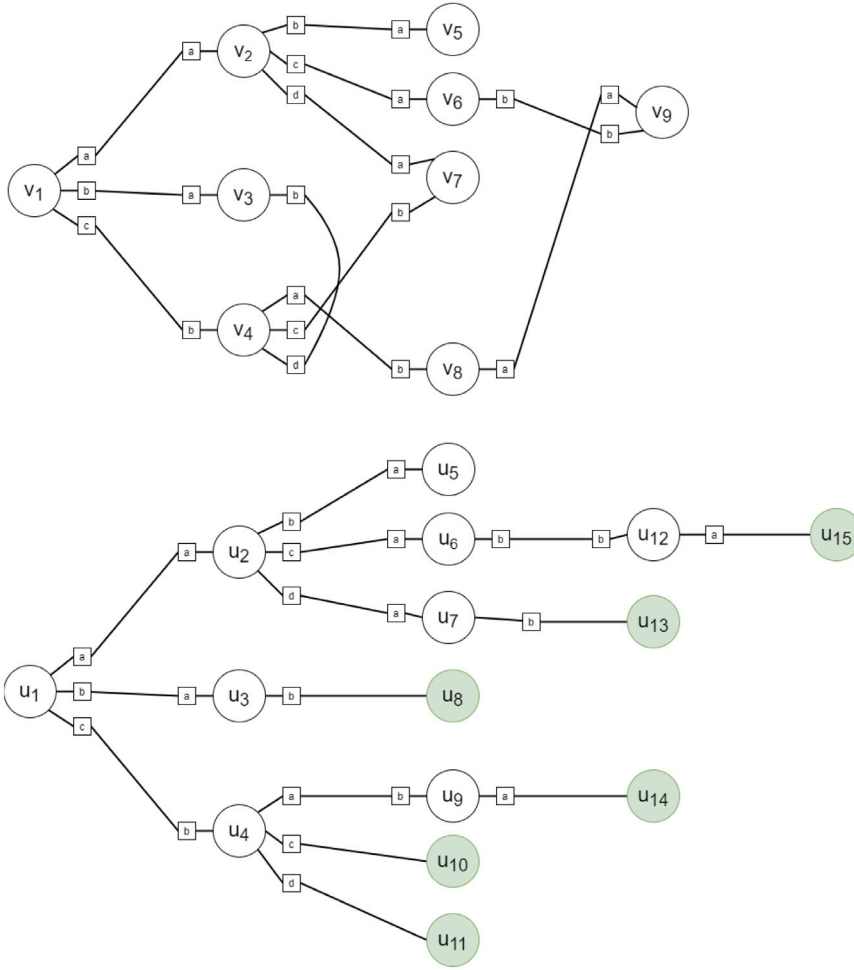 b a v5
a v2 c a v6 b a v9
d b
a a v7
v1 b a v3 b b
c
a
b v4 c
d b v8 a
a u5
b
a u2 c a u6 b b u12 a u15
d a u7 b u13
a
u1 b a u3 b u8
c
a b u9 a u14
b u4 c u10
d u11